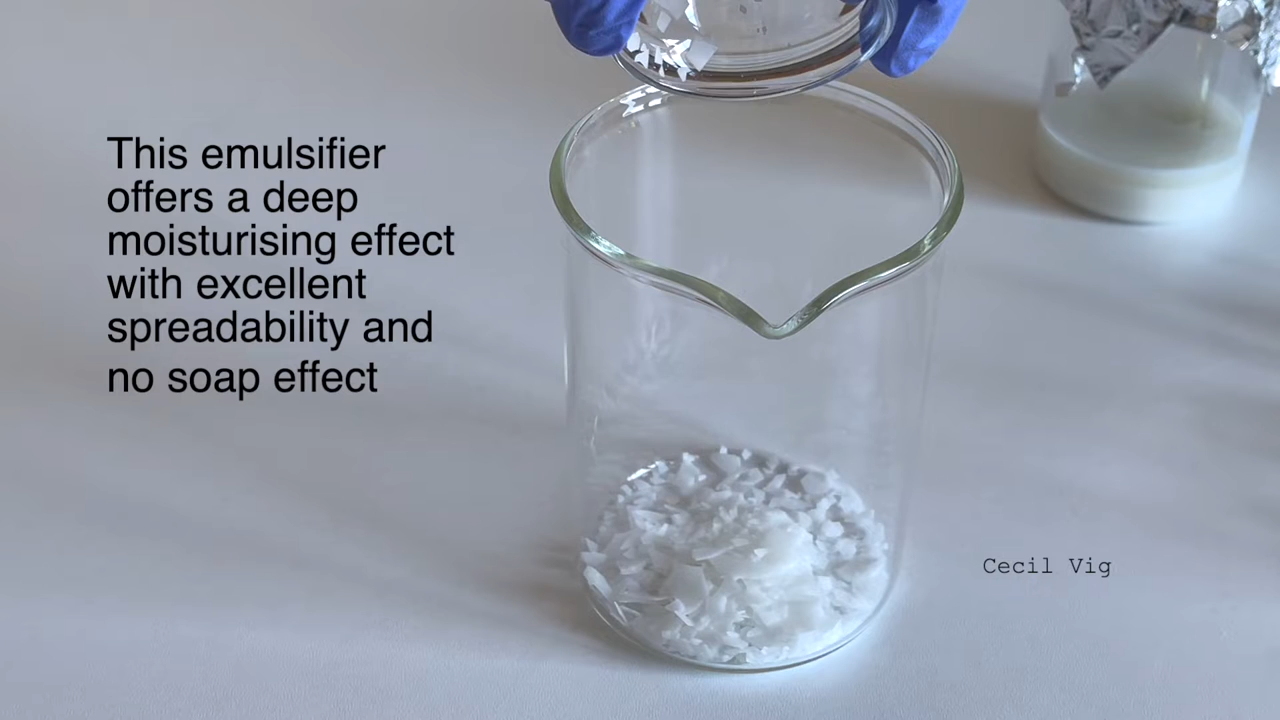 This emulsifier
offers a deep
moisturising effect
with excellent
spreadability and
no soap effect
Cecil Vig